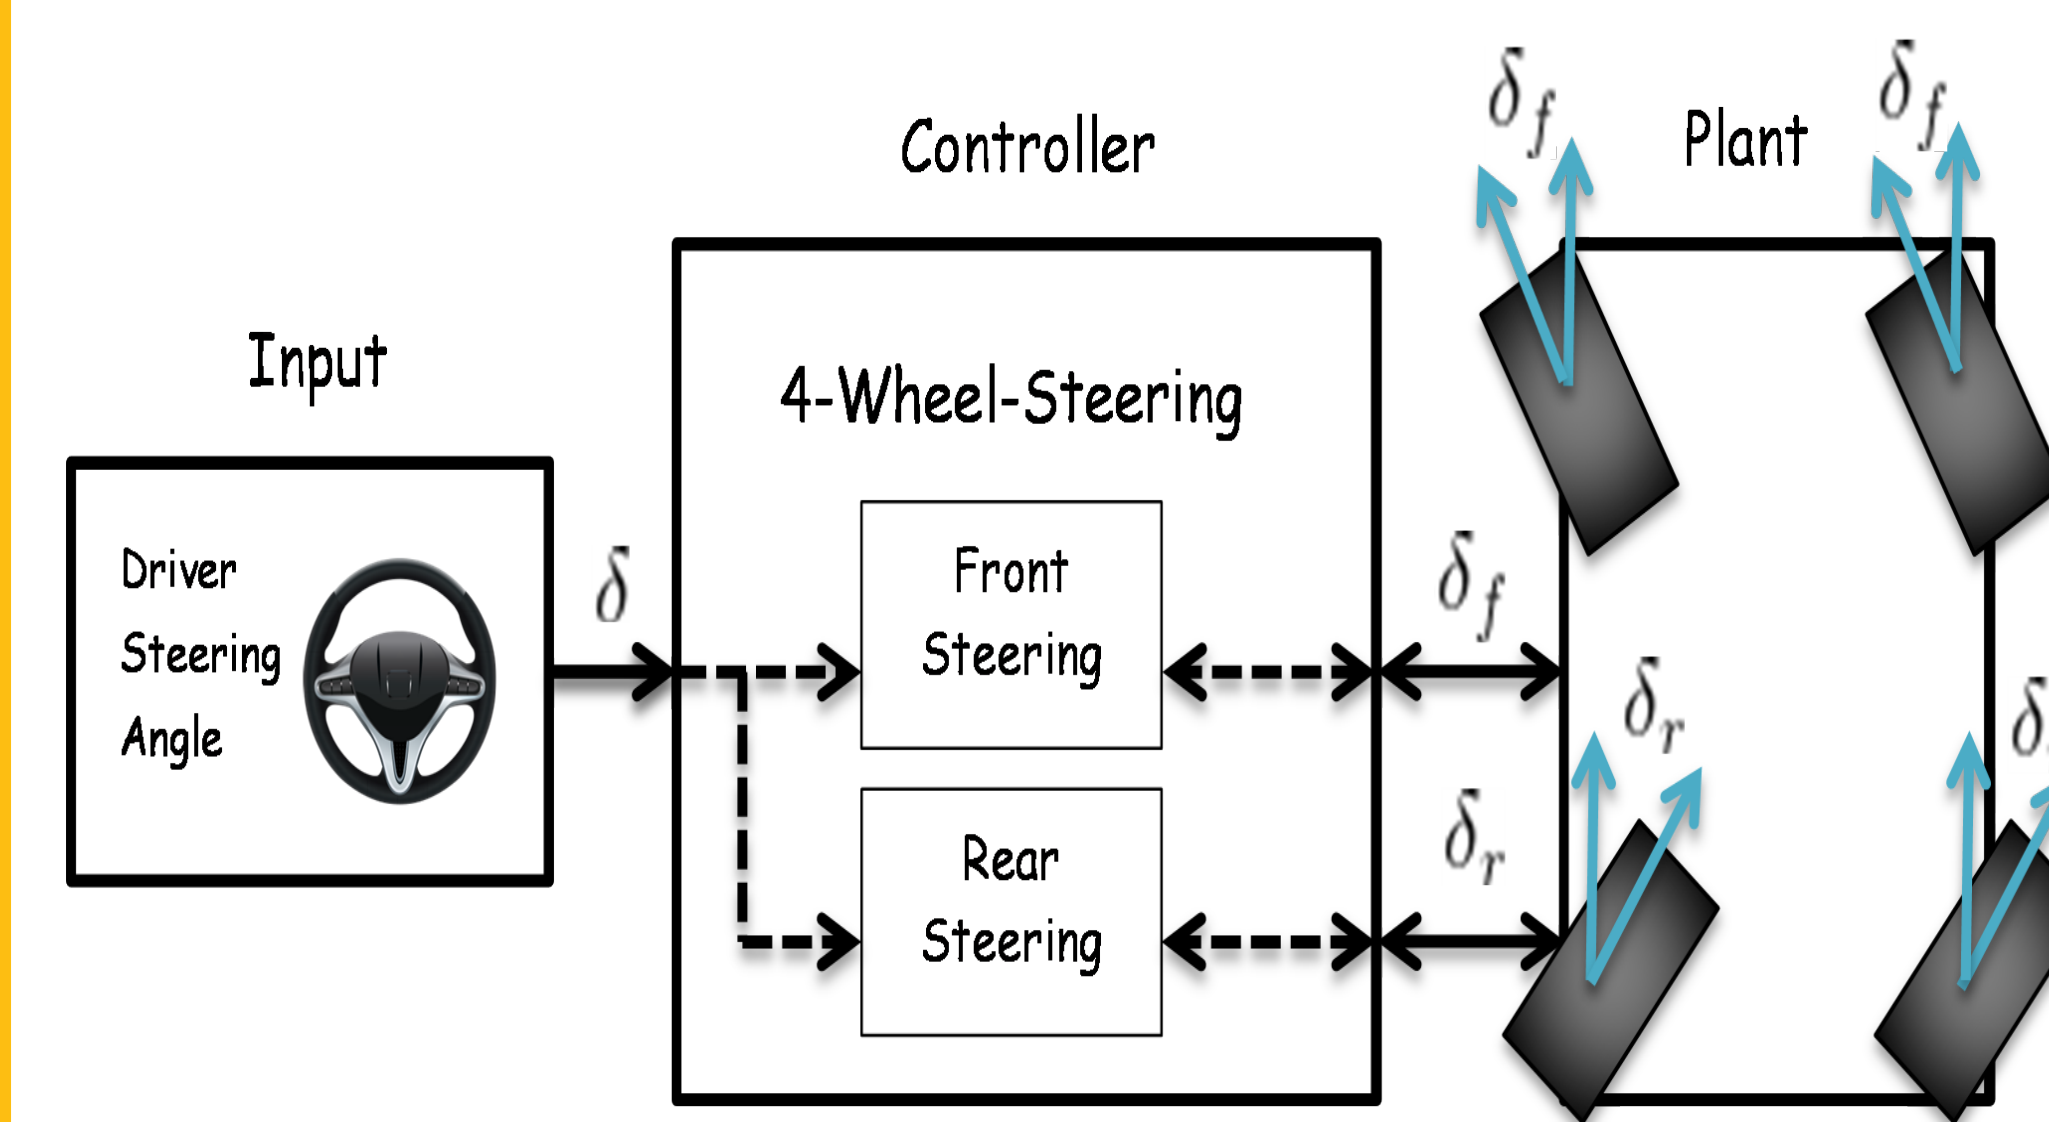 Input
Driver
Steering
Angle
δ
Controller
4-Wheel-Steering
Front
Steering
Rear
Steering
δf
δr
Plant
δf
δf
δr
δ